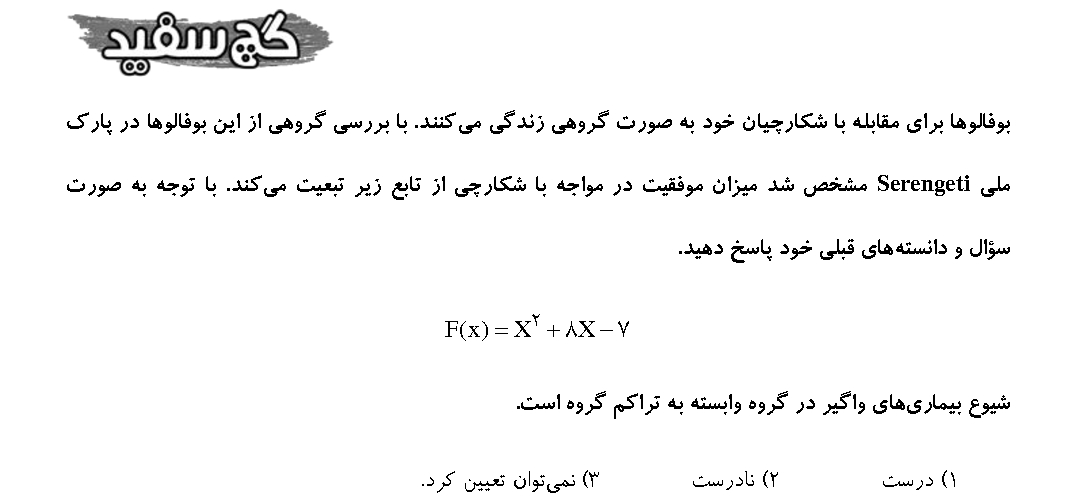 گچ سفید
بوفالوها برای مقابله با شکارچیان خود به صورت گروهی زندگی می‌کنند. با بررسی گروهی از این بوفالوها در پارک
ملی Serengeti مشخص شد میزان موفقیت در مواجه با شکارچی از تابع زیر تبعیت می‌کند. با توجه به صورت
سؤال و دانسته‌های قبلی خود پاسخ دهید.
F(x) = X^۲ + ۸X − ۷
شیوع بیماری‌های واگیر در گروه وابسته به تراکم گروه است.
۱) درست ۲) نادرست ۳) نمی‌توان تعیین کرد.